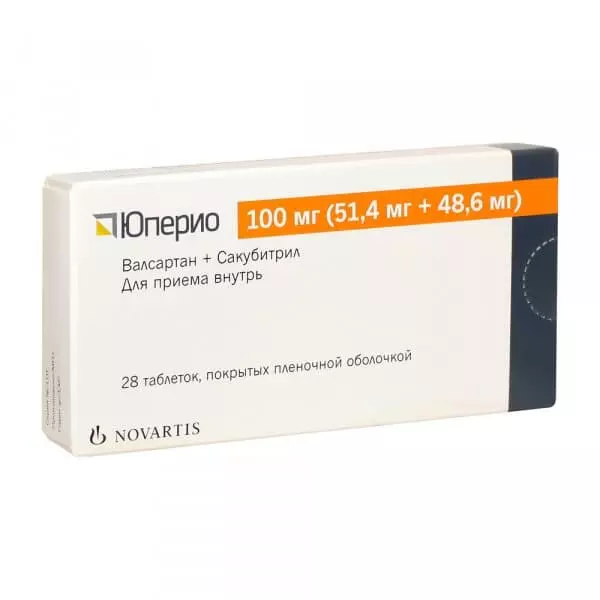 Юперио
100 мг (51,4 мг + 48,6 мг)
Валсартан + Сакубитрил
Для приема внутрь
28 таблеток, покрытых пленочной оболочкой
NOVARTIS